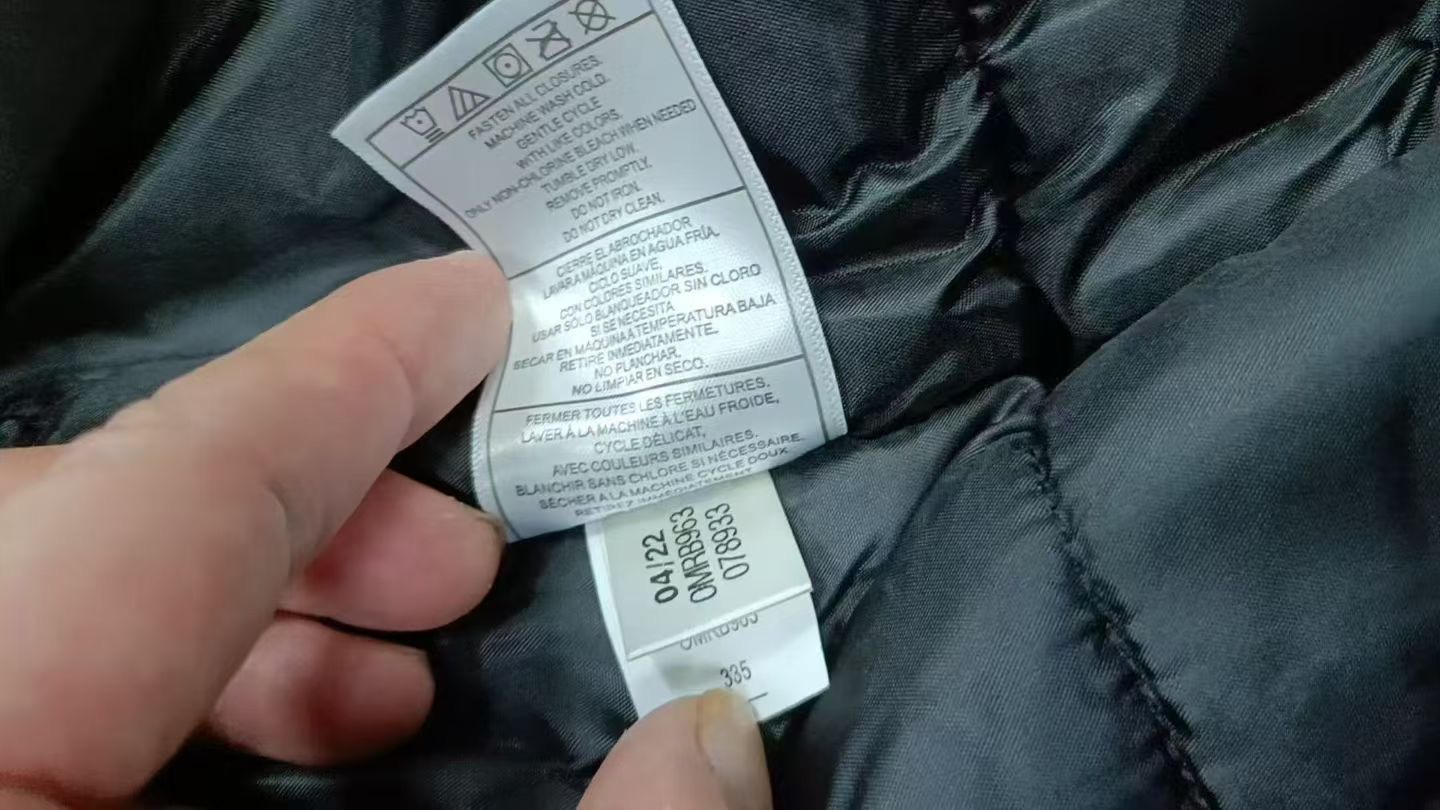 FASTEN ALL CLOSURES.
MACHINE WASH COLD.
GENTLE CYCLE
WITH LIKE COLORS.
ONLY NON-CHLORINE BLEACH WHEN NEEDED
TUMBLE DRY LOW.
REMOVE PROMPTLY.
DO NOT IRON.
DO NOT DRY CLEAN.
CIERRE EL ABROCHADOR
LAVAR A MÁQUINA EN AGUA FRÍA.
CICLO SUAVE.
CON COLORES SIMILARES.
USAR SÓLO BLANQUEADOR SIN CLORO
SI SE NECESITA
SECAR EN MÁQUINA A TEMPERATURA BAJA
RETIRE INMEDIATAMENTE.
NO PLANCHAR.
NO LIMPIAR EN SECO.
FERMER TOUTES LES FERMETURES.
LAVER À LA MACHINE À L'EAU FROIDE,
CYCLE DÉLICAT,
AVEC COULEURS SIMILAIRES.
BLANCHIR SANS CHLORE SI NÉCESSAIRE.
SÉCHER A LA MACHINE CYCLE DOUX
RETIREZ IMMÉDIATEMENT
04/22
OMRB963
078933
335